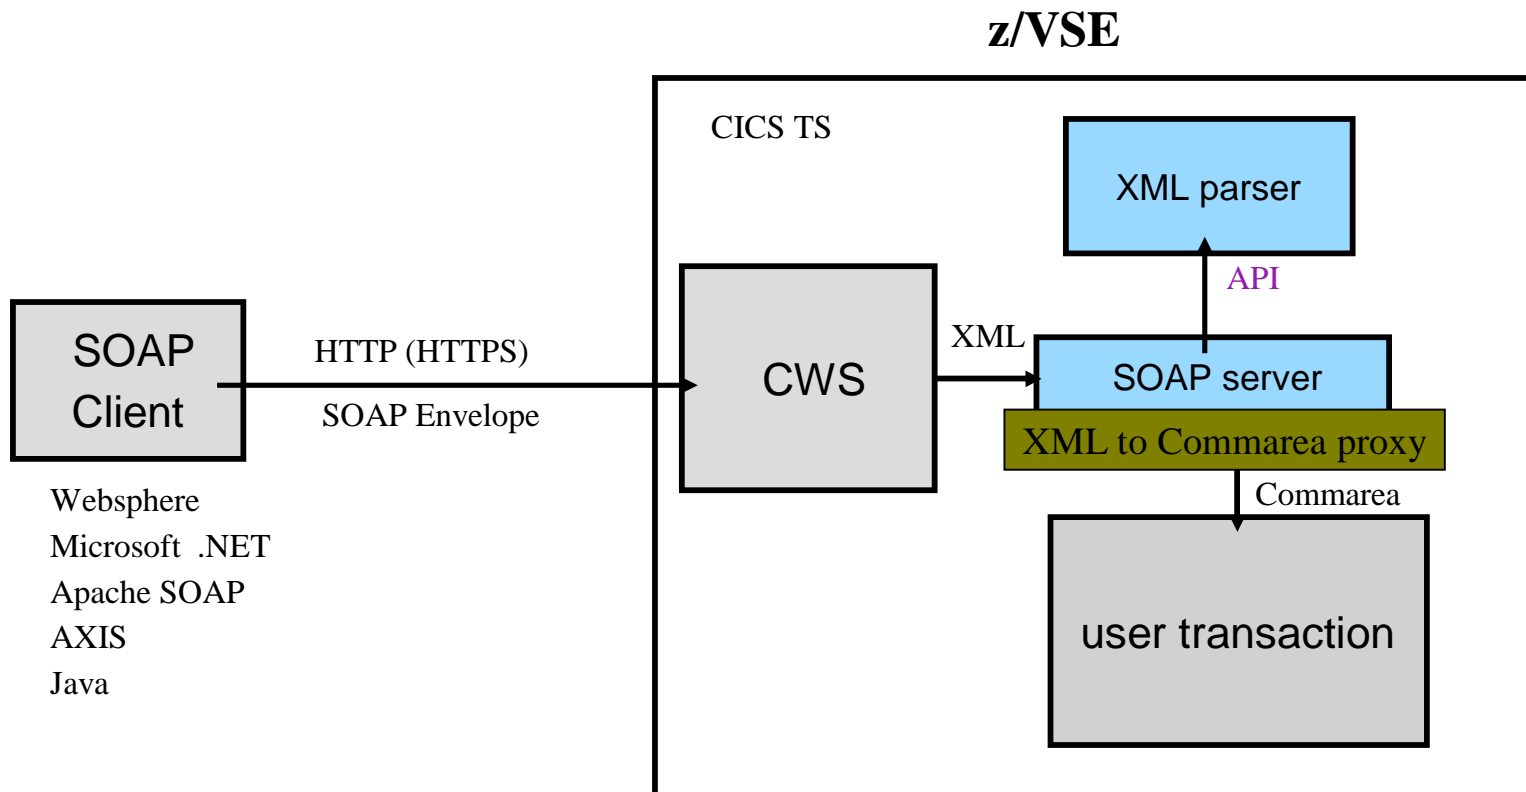 z/VSE
CICS TS
XML parser
API
SOAP
Client
HTTP (HTTPS)
SOAP Envelope
CWS
XML
SOAP server
XML to Commarea proxy
Commarea
user transaction
Websphere
Microsoft .NET
Apache SOAP
AXIS
Java